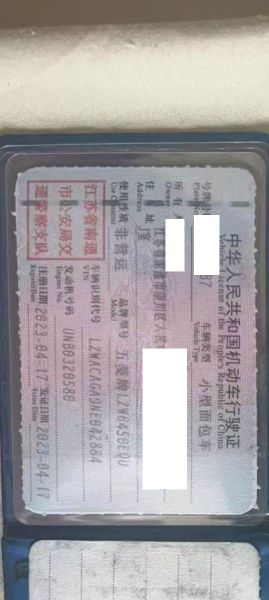 中华人民共和国机动车行驶证
Vehicle License of the People's Republic of China
号牌号码 37 车辆类型 小型面包车
Plate No. Vehicle Type
所有人
Owner
住址
Address
使用性质 非营运 品牌型号 五菱牌LZW6450EQU
Use Character Model
江苏省南通
市公安局交
通警察支队
车辆识别代号 LZWACAGA9NE042884
VIN
发动机号码 UNB0320580
Engine No.
注册日期 2023-04-17 发证日期 2023-04-17
Register Date Issue Date